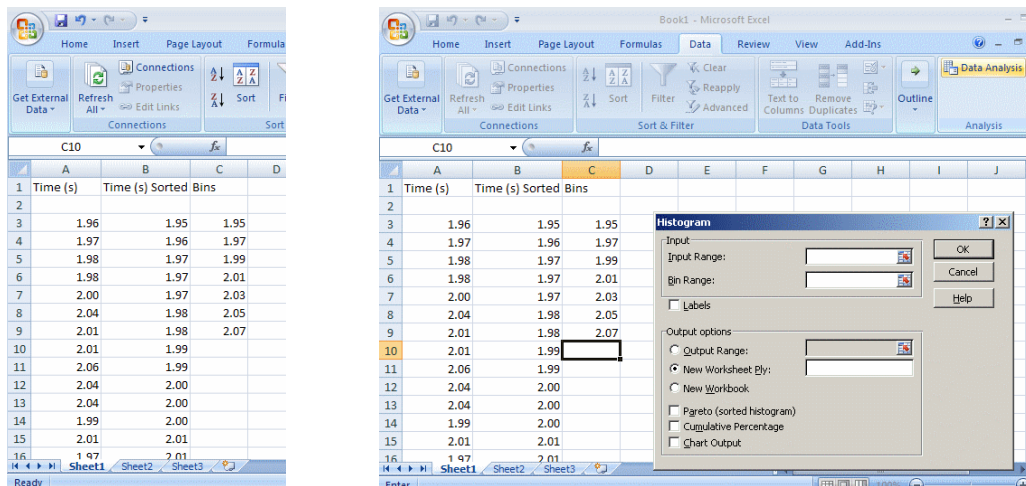 Home Insert Page Layout Formula
Get External Data
Refresh All
Connections
Properties
Edit Links
Sort
Connections
Sort
C10
fx
A B C D
1 Time (s) Time (s) Sorted Bins
2
3 1.96 1.95 1.95
4 1.97 1.96 1.97
5 1.98 1.97 1.99
6 1.98 1.97 2.01
7 2.00 1.97 2.03
8 2.04 1.98 2.05
9 2.01 1.98 2.07
10 2.01 1.99
11 2.06 1.99
12 2.04 2.00
13 2.04 2.00
14 1.99 2.00
15 2.01 2.01
16 1.97 2.01
Sheet1 Sheet2 Sheet3
Ready
Book1 - Microsoft Excel
Home Insert Page Layout Formulas Data Review View Add-Ins
Get External Data
Refresh All
Connections
Properties
Edit Links
Sort
Filter
Clear
Reapply
Advanced
Text to Columns
Remove Duplicates
Outline
Data Analysis
Connections
Sort & Filter
Data Tools
Analysis
C10
fx
A B C D E F G H I J
1 Time (s) Time (s) Sorted Bins
2
3 1.96 1.95 1.95
4 1.97 1.96 1.97
5 1.98 1.97 1.99
6 1.98 1.97 2.01
7 2.00 1.97 2.03
8 2.04 1.98 2.05
9 2.01 1.98 2.07
10 2.01 1.99
11 2.06 1.99
12 2.04 2.00
13 2.04 2.00
14 1.99 2.00
15 2.01 2.01
16 1.97 2.01
Sheet1 Sheet2 Sheet3
Enter
100%
Histogram
Input
Input Range:
Bin Range:
Labels
Output options
Output Range:
New Worksheet Ply:
New Workbook
Pareto (sorted histogram)
Cumulative Percentage
Chart Output
OK
Cancel
Help